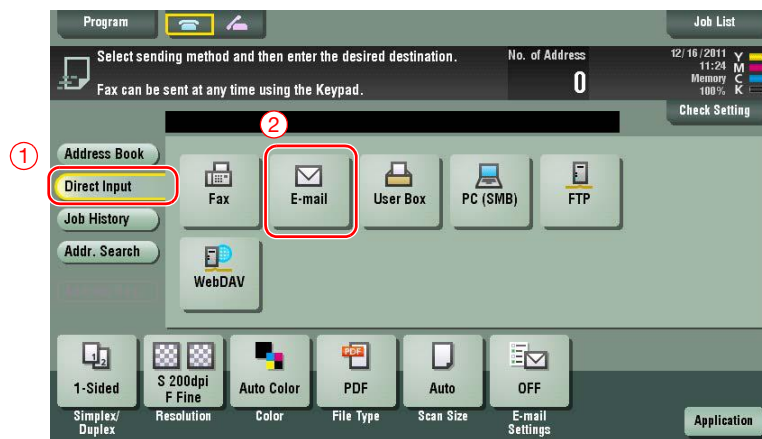 Program
Job List
Select sending method and then enter the desired destination.
Fax can be sent at any time using the Keypad.
No. of Address
0
12/16/2011
11:24
Memory
100%
Y
M
C
K
Check Setting
2
1
Address Book
Direct Input
Job History
Addr. Search
Fax
E-mail
User Box
PC (SMB)
FTP
WebDAV
1 2
1-Sided
S 200dpi
F Fine
Auto Color
PDF
PDF
Auto
OFF
Simplex/
Duplex
Resolution
Color
File Type
Scan Size
E-mail
Settings
Application